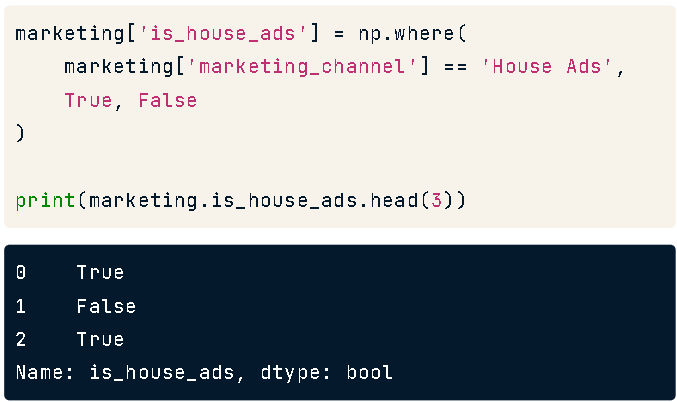 marketing['is_house_ads'] = np.where(
    marketing['marketing_channel'] == 'House Ads',
    True, False
)
print(marketing.is_house_ads.head(3))
0    True
1    False
2    True
Name: is_house_ads, dtype: bool